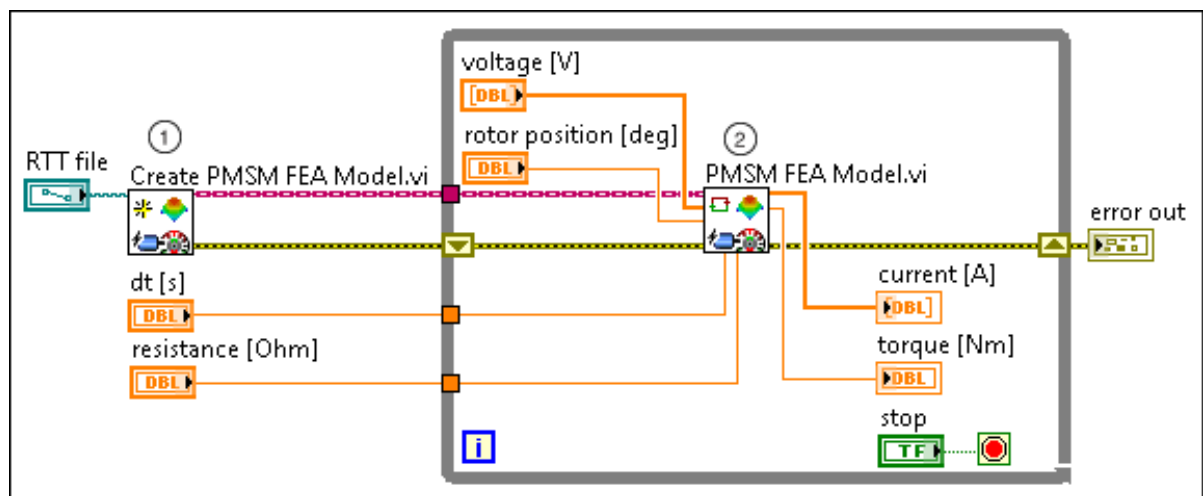 voltage [V]
[DBL]
rotor position [deg]
DBL
1
2
RTT file
Create PMSM FEA Model.vi
PMSM FEA Model.vi
error out
dt [s]
DBL
current [A]
[DBL]
resistance [Ohm]
DBL
torque [Nm]
DBL
stop
TF
i